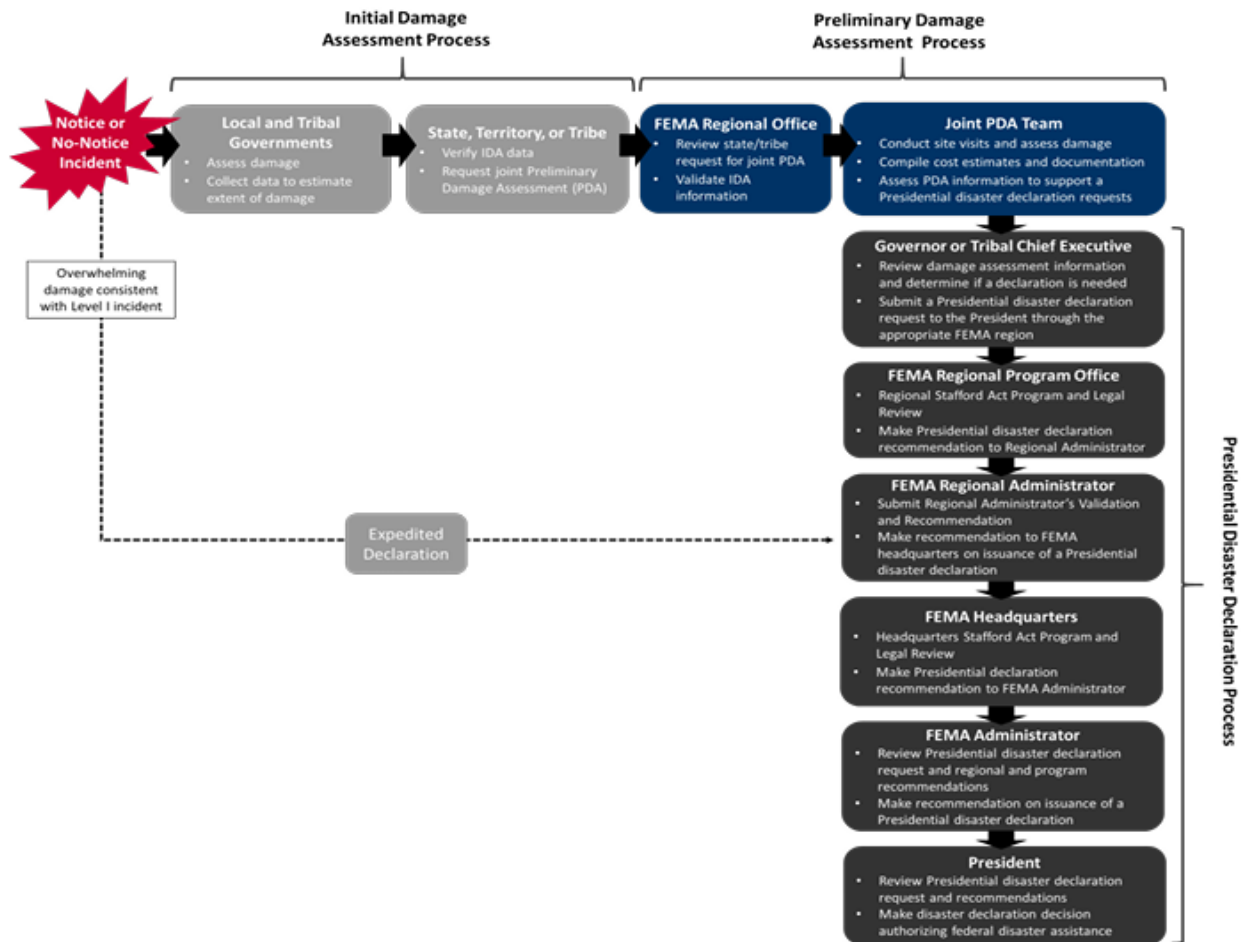 Initial Damage
Assessment Process
Preliminary Damage
Assessment Process
Notice or
No-Notice
Incident
Local and Tribal
Governments
▪ Assess damage
▪ Collect data to estimate
extent of damage
State, Territory, or Tribe
▪ Verify IDA data
▪ Request joint Preliminary
Damage Assessment (PDA)
FEMA Regional Office
▪ Review state/tribe
request for joint PDA
▪ Validate IDA
information
Joint PDA Team
▪ Conduct site visits and assess damage
▪ Compile cost estimates and documentation
▪ Assess PDA information to support a
Presidential disaster declaration requests
Overwhelming
damage consistent
with Level I incident
Expedited
Declaration
Governor or Tribal Chief Executive
▪ Review damage assessment information
and determine if a declaration is needed
▪ Submit a Presidential disaster declaration
request to the President through the
appropriate FEMA region
FEMA Regional Program Office
▪ Regional Stafford Act Program and Legal
Review
▪ Make Presidential disaster declaration
recommendation to Regional Administrator
FEMA Regional Administrator
▪ Submit Regional Administrator's Validation
and Recommendation
▪ Make recommendation to FEMA
headquarters on issuance of a Presidential
disaster declaration
FEMA Headquarters
▪ Headquarters Stafford Act Program and
Legal Review
▪ Make Presidential declaration
recommendation to FEMA Administrator
FEMA Administrator
▪ Review Presidential disaster declaration
request and regional and program
recommendations
▪ Make recommendation on issuance of a
Presidential disaster declaration
President
▪ Review Presidential disaster declaration
request and recommendations
▪ Make disaster declaration decision
authorizing federal disaster assistance
Presidential Disaster Declaration Process